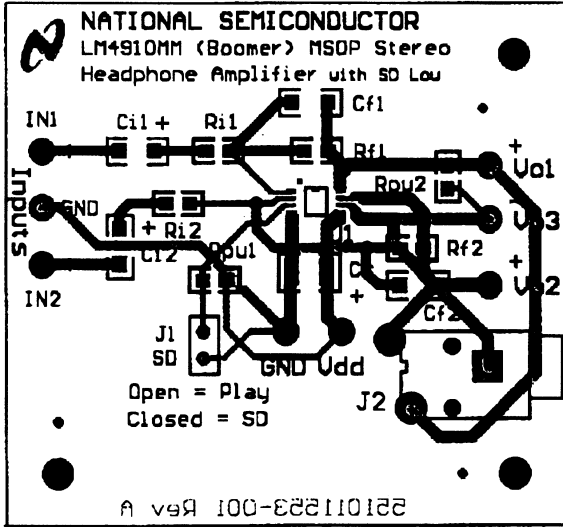 NATIONAL SEMICONDUCTOR
LM4910MM (Boomer) MSOP Stereo
Headphone Amplifier with SD Low
Cf1
IN1
Ci1 +
Ri1
Rf1
+
Vo1
Rpu2
Inputs
GND
Vo3
+
Ri2
Ci2
Rpu1
U1
Rf2
+
Vo2
IN2
+
Cf2
J1
SD
GND Vdd
Open = Play
Closed = SD
J2
551011553-001 Rev A